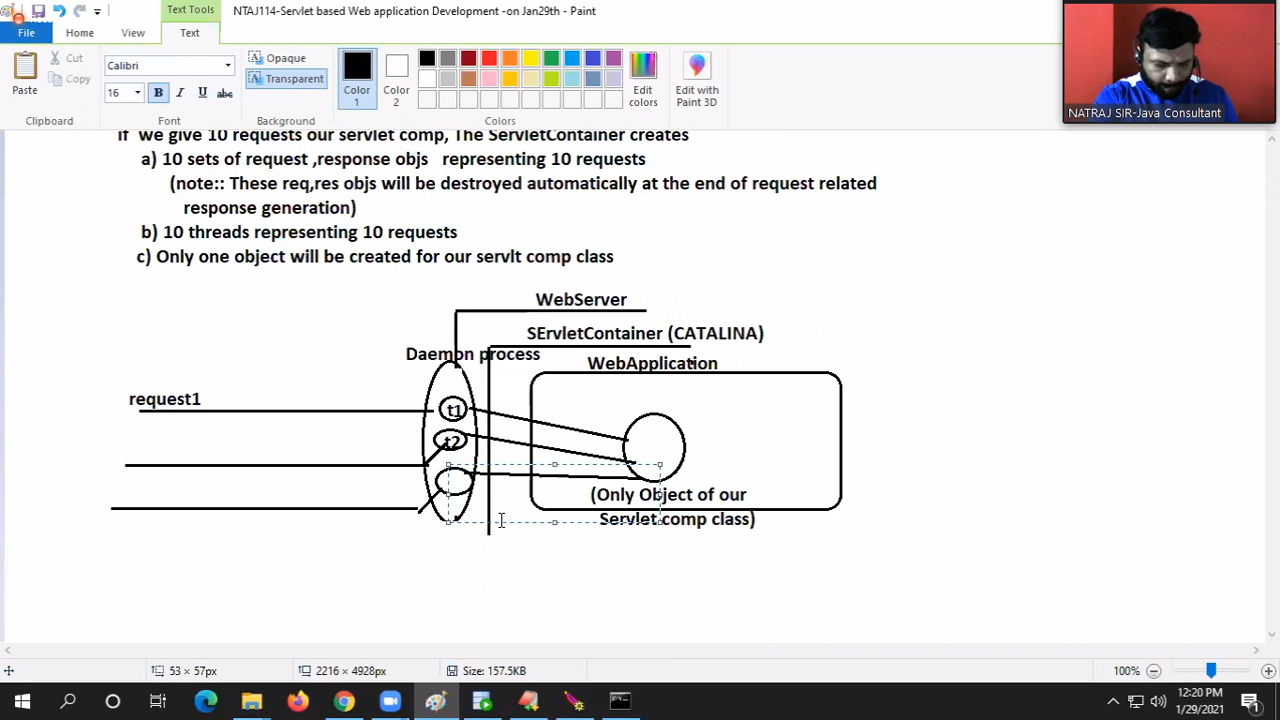 Text Tools
NTAJ114-Servlet based Web application Development -on Jan29th - Paint
File
Home
View
Text
Paste
Cut
Copy
Clipboard
Calibri
16
B
I
U
abc
Font
Opaque
Transparent
Background
Color
1
Color
2
Edit
colors
Edit with
Paint 3D
Colors
NATRAJ SIR-Java Consultant
If we give 10 requests our servlet comp, The ServletContainer creates
a) 10 sets of request ,response objs representing 10 requests
(note:: These req,res objs will be destroyed automatically at the end of request related
response generation)
b) 10 threads representing 10 requests
c) Only one object will be created for our servlt comp class
WebServer
SErvletContainer (CATALINA)
Daemon process
WebApplication
request1
t1
t2
(Only Object of our
Servlet comp class)
53 × 57px
2216 × 4928px
Size: 157.5KB
100%
12:20 PM
1/29/2021
1